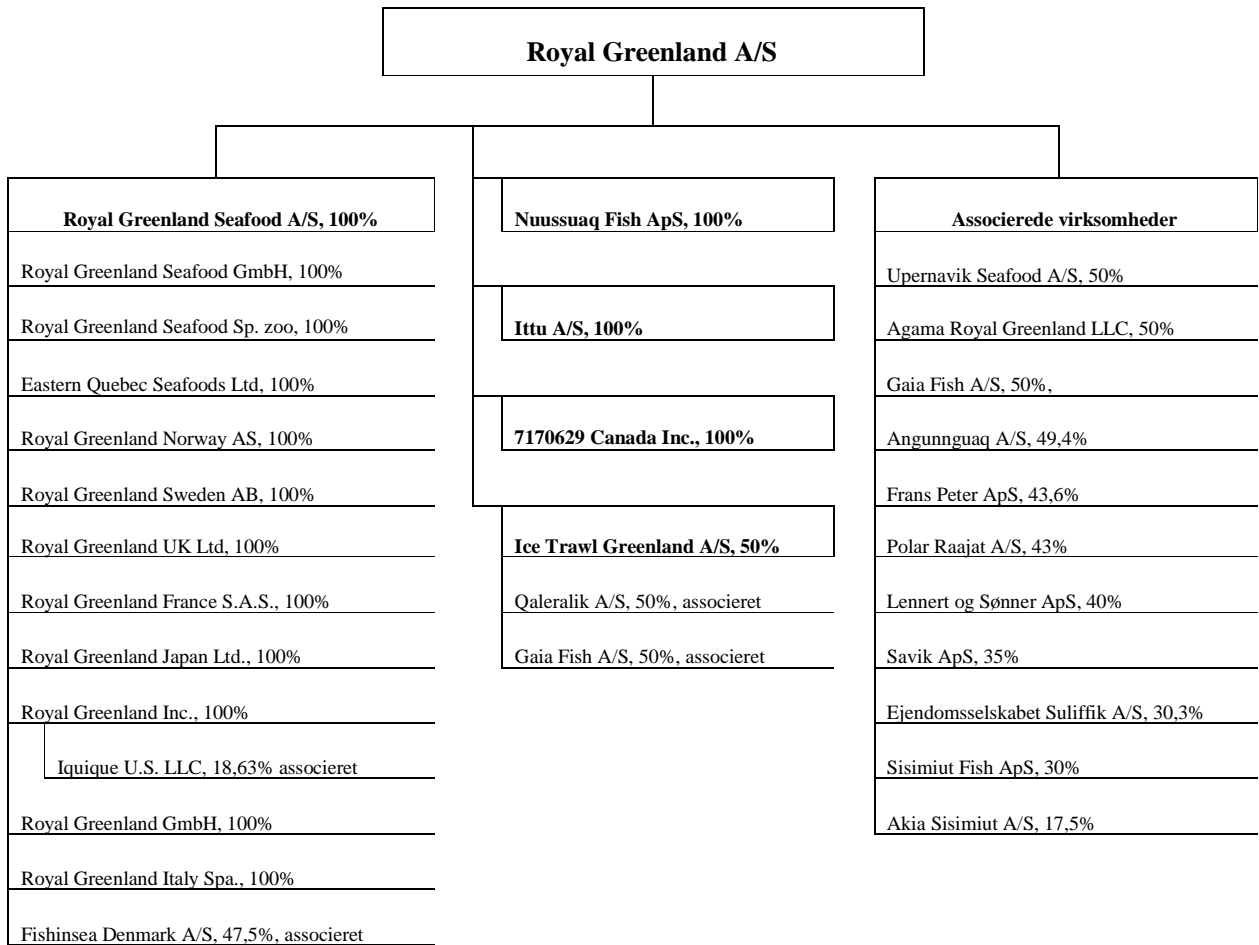 Royal Greenland A/S
Royal Greenland Seafood A/S, 100%
Royal Greenland Seafood GmbH, 100%
Royal Greenland Seafood Sp. zoo, 100%
Eastern Quebec Seafoods Ltd, 100%
Royal Greenland Norway AS, 100%
Royal Greenland Sweden AB, 100%
Royal Greenland UK Ltd, 100%
Royal Greenland France S.A.S., 100%
Royal Greenland Japan Ltd., 100%
Royal Greenland Inc., 100%
Iquique U.S. LLC, 18,63% associeret
Royal Greenland GmbH, 100%
Royal Greenland Italy Spa., 100%
Fishinsea Denmark A/S, 47,5%, associeret
Nuussuaq Fish ApS, 100%
Ittu A/S, 100%
7170629 Canada Inc., 100%
Ice Trawl Greenland A/S, 50%
Qaleralik A/S, 50%, associeret
Gaia Fish A/S, 50%, associeret
Associerede virksomheder
Upernavik Seafood A/S, 50%
Agama Royal Greenland LLC, 50%
Gaia Fish A/S, 50%,
Angunnguaq A/S, 49,4%
Frans Peter ApS, 43,6%
Polar Raajat A/S, 43%
Lennert og Sønner ApS, 40%
Savik ApS, 35%
Ejendomsselskabet Suliffik A/S, 30,3%
Sisimiut Fish ApS, 30%
Akia Sisimiut A/S, 17,5%